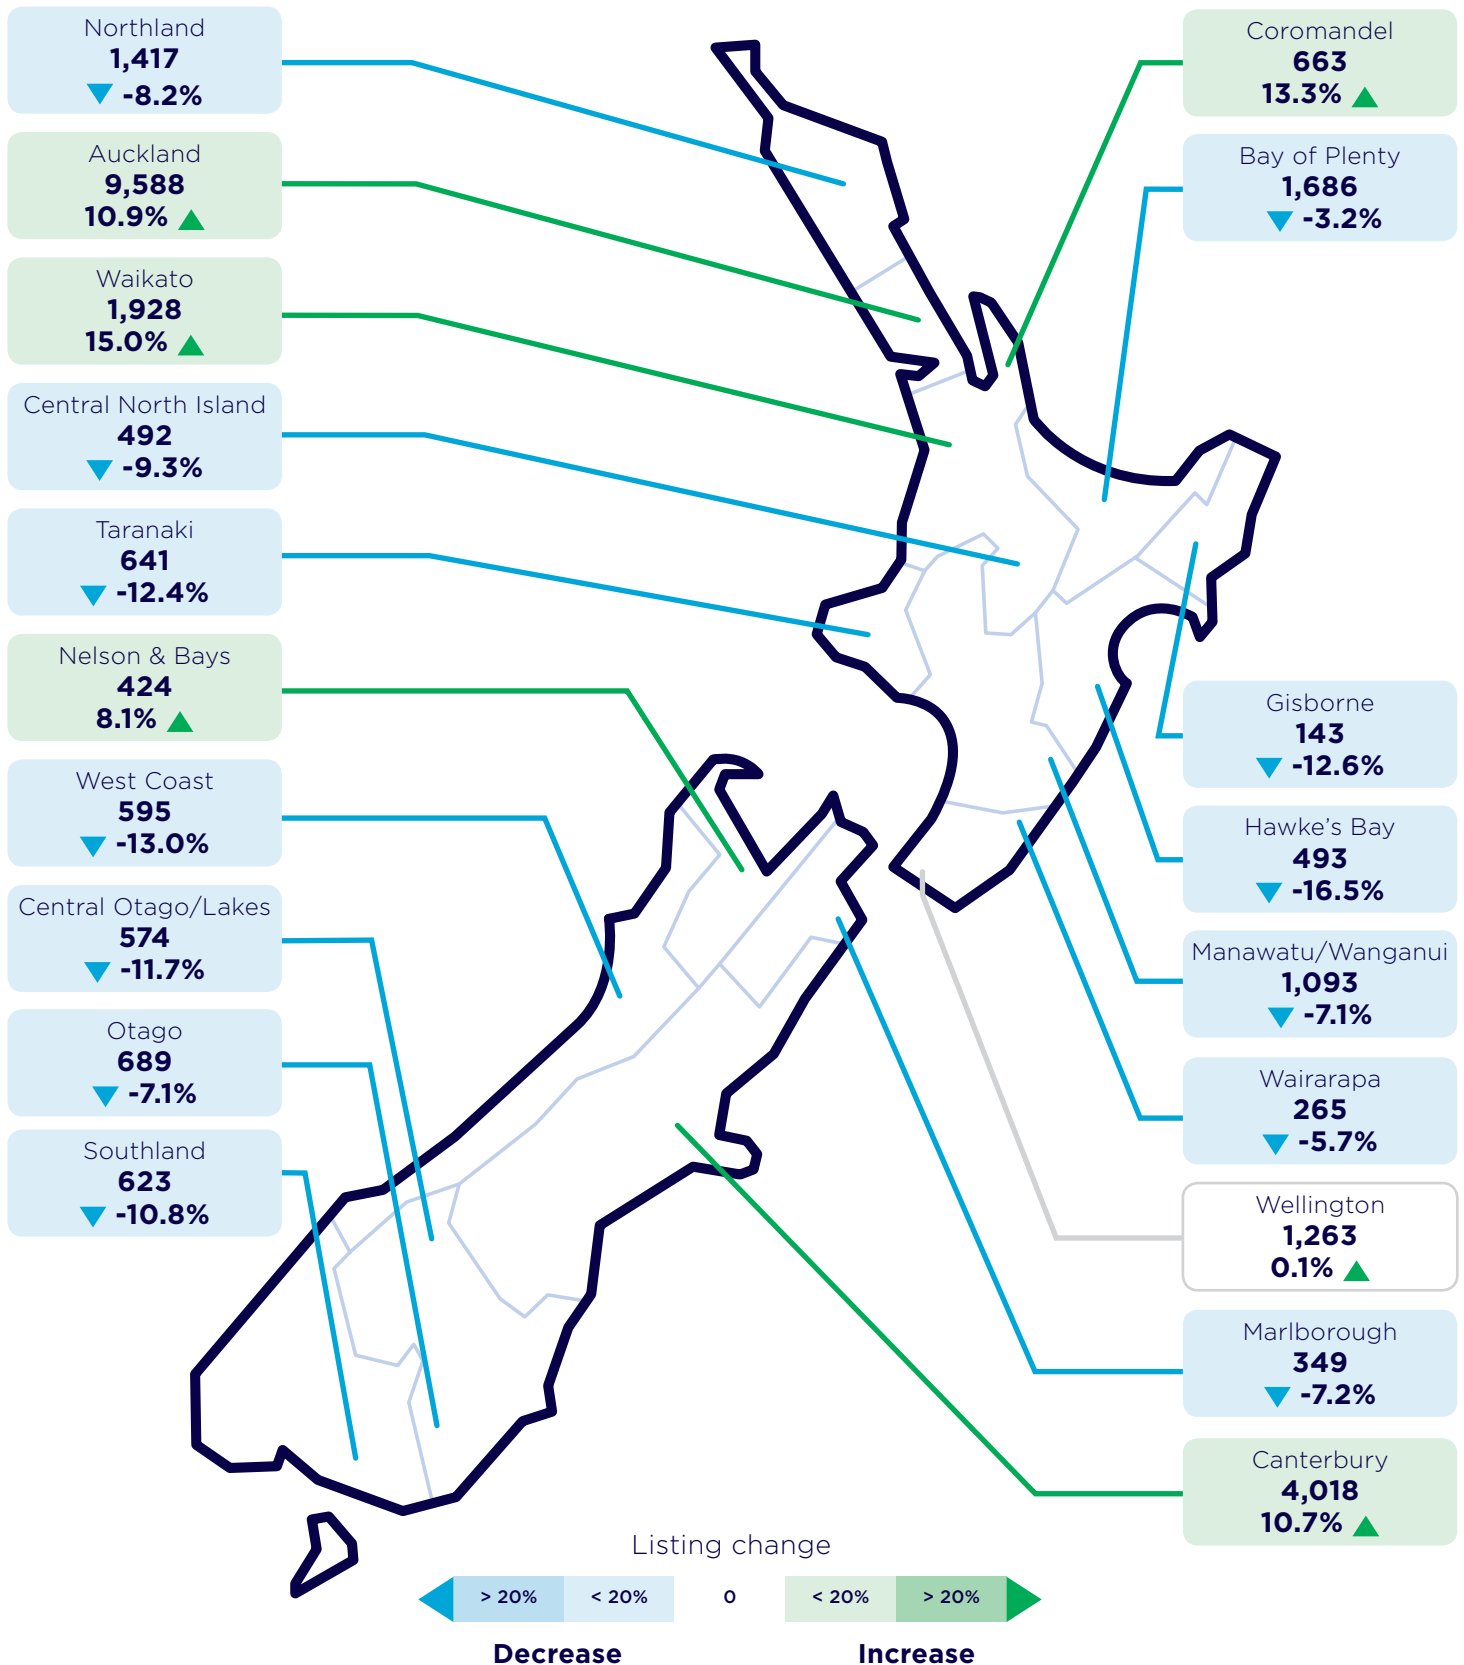 Northland
1,417
-8.2%
Auckland
9,588
10.9%
Waikato
1,928
15.0%
Central North Island
492
-9.3%
Taranaki
641
-12.4%
Nelson & Bays
424
8.1%
West Coast
595
-13.0%
Central Otago/Lakes
574
-11.7%
Otago
689
-7.1%
Southland
623
-10.8%
Coromandel
663
13.3%
Bay of Plenty
1,686
-3.2%
Gisborne
143
-12.6%
Hawke's Bay
493
-16.5%
Manawatu/Wanganui
1,093
-7.1%
Wairarapa
265
-5.7%
Wellington
1,263
0.1%
Marlborough
349
-7.2%
Canterbury
4,018
10.7%
Listing change
> 20% < 20% 0 < 20% > 20%
Decrease Increase